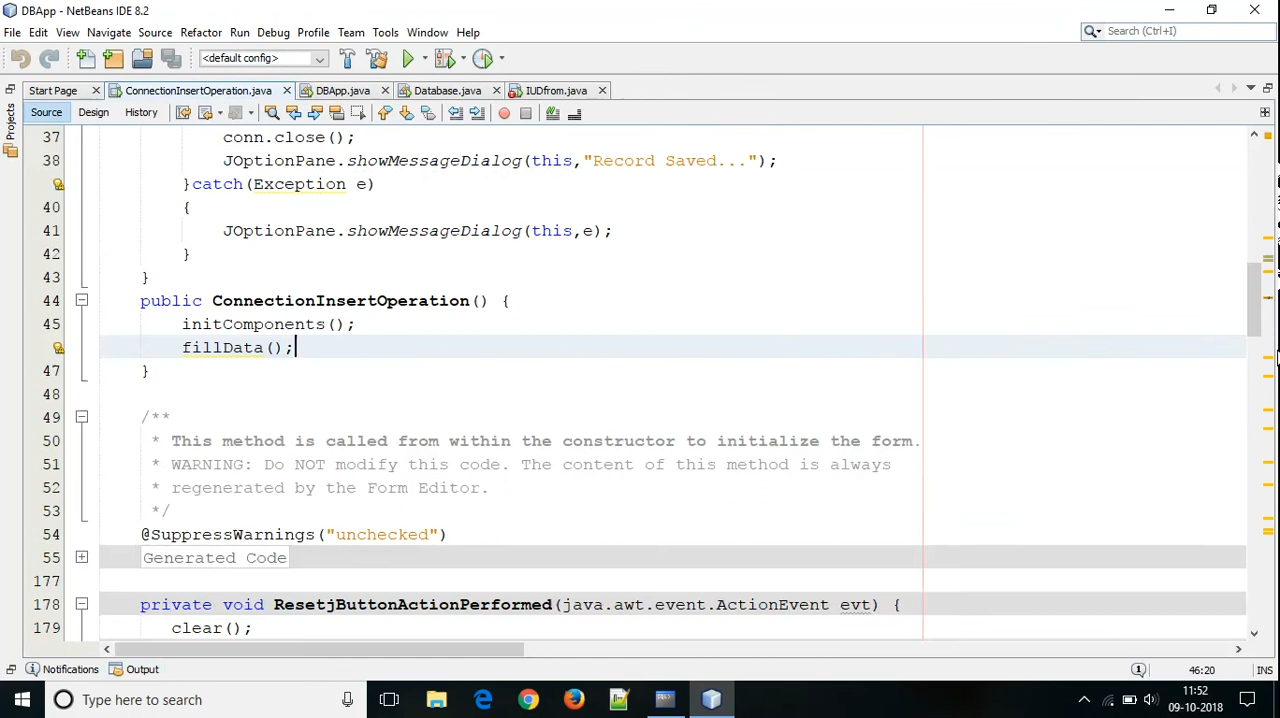 DBApp - NetBeans IDE 8.2
File Edit View Navigate Source Refactor Run Debug Profile Team Tools Window Help
Search (Ctrl+I)
<default config>
Start Page ConnectionInsertOperation.java DBApp.java Database.java IUDfrom.java
Source Design History
Projects
37 conn.close();
38 JOptionPane.showMessageDialog(this,"Record Saved...");
}catch(Exception e)
40 {
41 JOptionPane.showMessageDialog(this,e);
42 }
43 }
44 public ConnectionInsertOperation() {
45 initComponents();
fillData();
47 }
48
49 /**
50 * This method is called from within the constructor to initialize the form.
51 * WARNING: Do NOT modify this code. The content of this method is always
52 * regenerated by the Form Editor.
53 */
54 @SuppressWarnings("unchecked")
55 Generated Code
177
178 private void ResetjButtonActionPerformed(java.awt.event.ActionEvent evt) {
179 clear();
Notifications Output 1 46:20 INS
Type here to search
11:52
09-10-2018